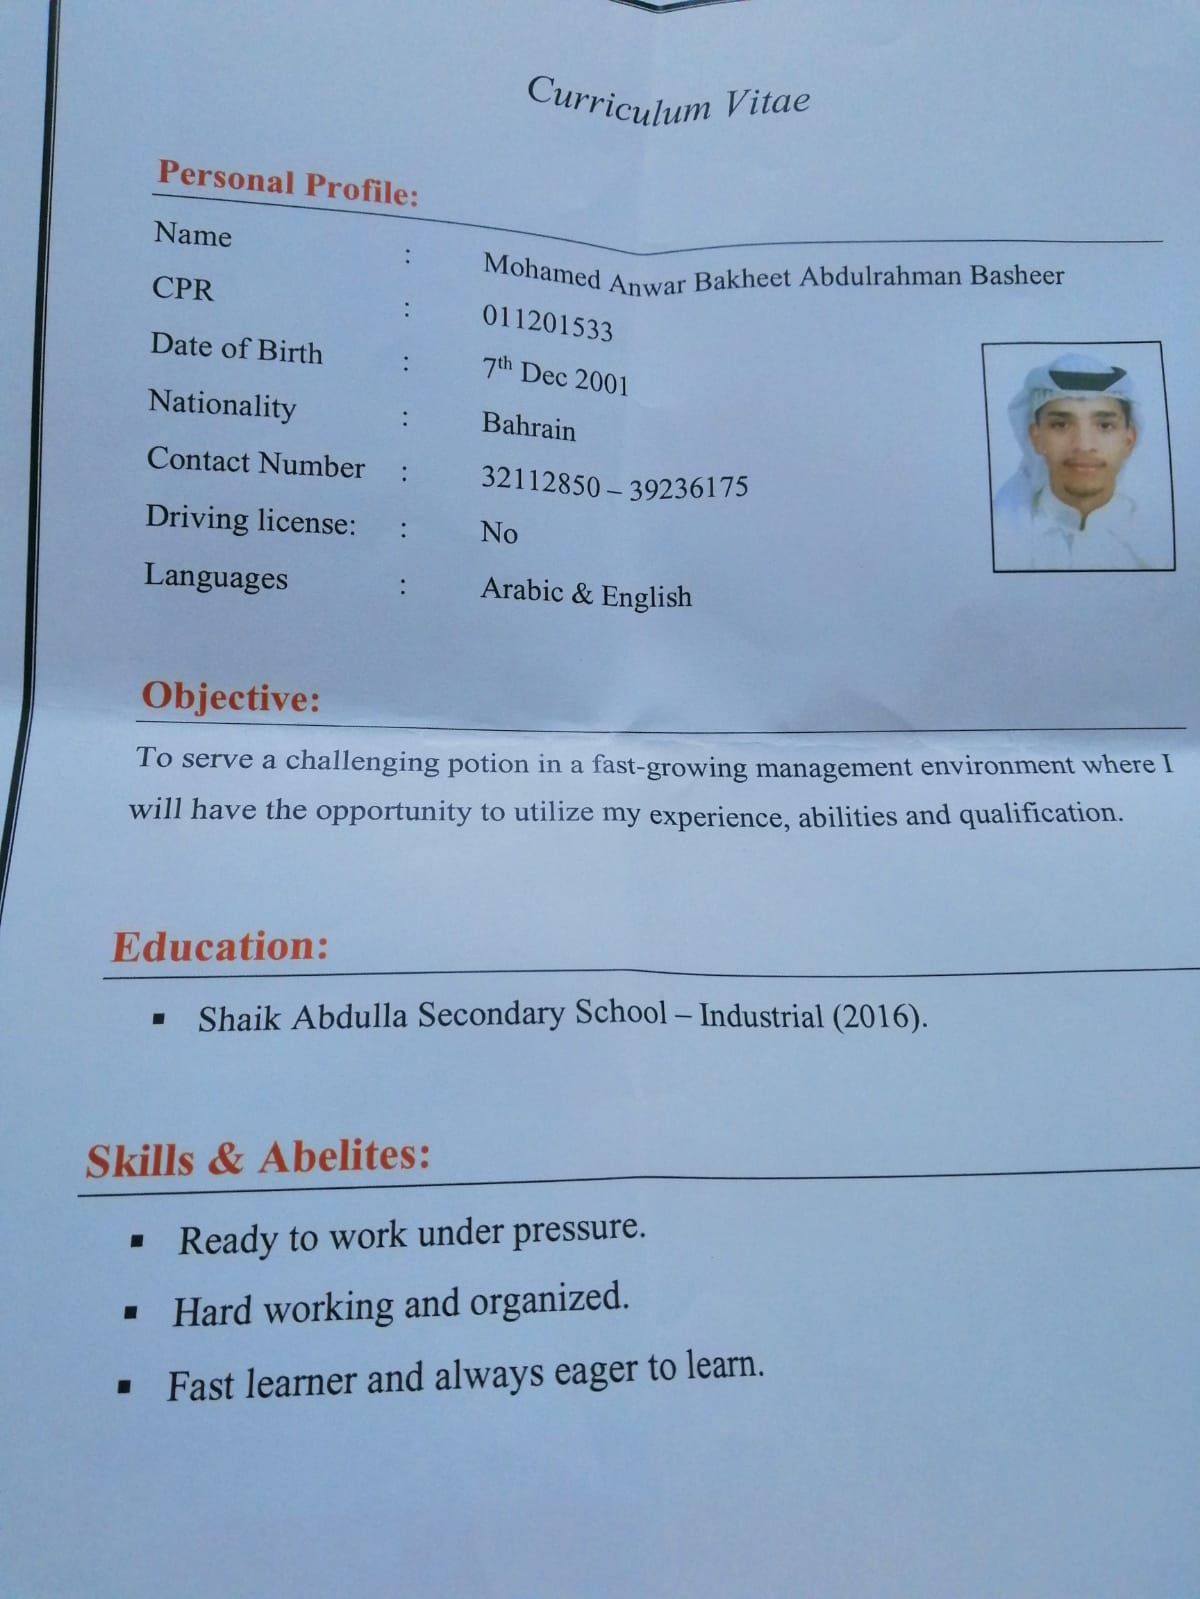 Curriculum Vitae
Personal Profile:
Name : Mohamed Anwar Bakheet Abdulrahman Basheer
CPR : 011201533
Date of Birth : 7th Dec 2001
Nationality : Bahrain
Contact Number : 32112850 – 39236175
Driving license: : No
Languages : Arabic & English
Objective:
To serve a challenging potion in a fast-growing management environment where I
will have the opportunity to utilize my experience, abilities and qualification.
Education:
▪ Shaik Abdulla Secondary School – Industrial (2016).
Skills & Abelites:
▪ Ready to work under pressure.
▪ Hard working and organized.
▪ Fast learner and always eager to learn.